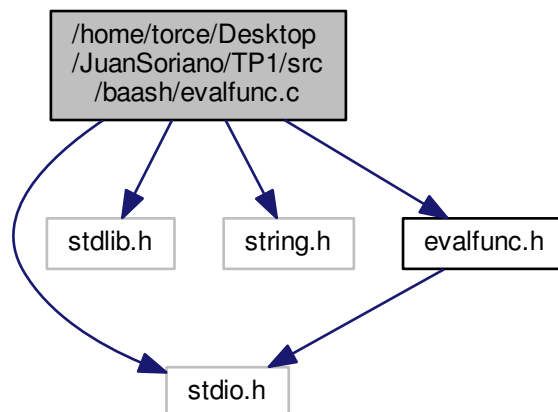 /home/torce/Desktop
/JuanSoriano/TP1/src
/baash/evalfunc.c
stdlib.h
string.h
evalfunc.h
stdio.h